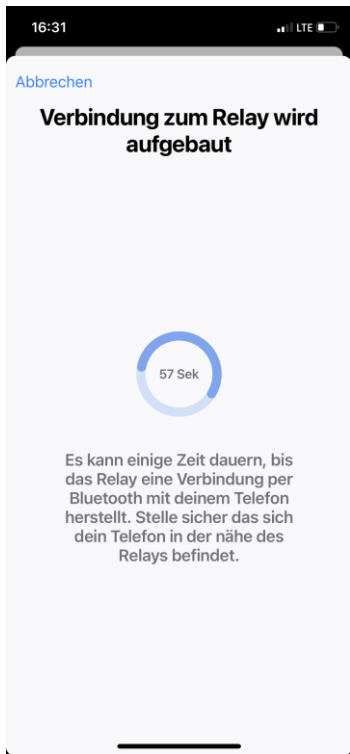 16:31
LTE
Abbrechen
Verbindung zum Relay wird
aufgebaut
57 Sek
Es kann einige Zeit dauern, bis
das Relay eine Verbindung per
Bluetooth mit deinem Telefon
herstellt. Stelle sicher das sich
dein Telefon in der nähe des
Relays befindet.